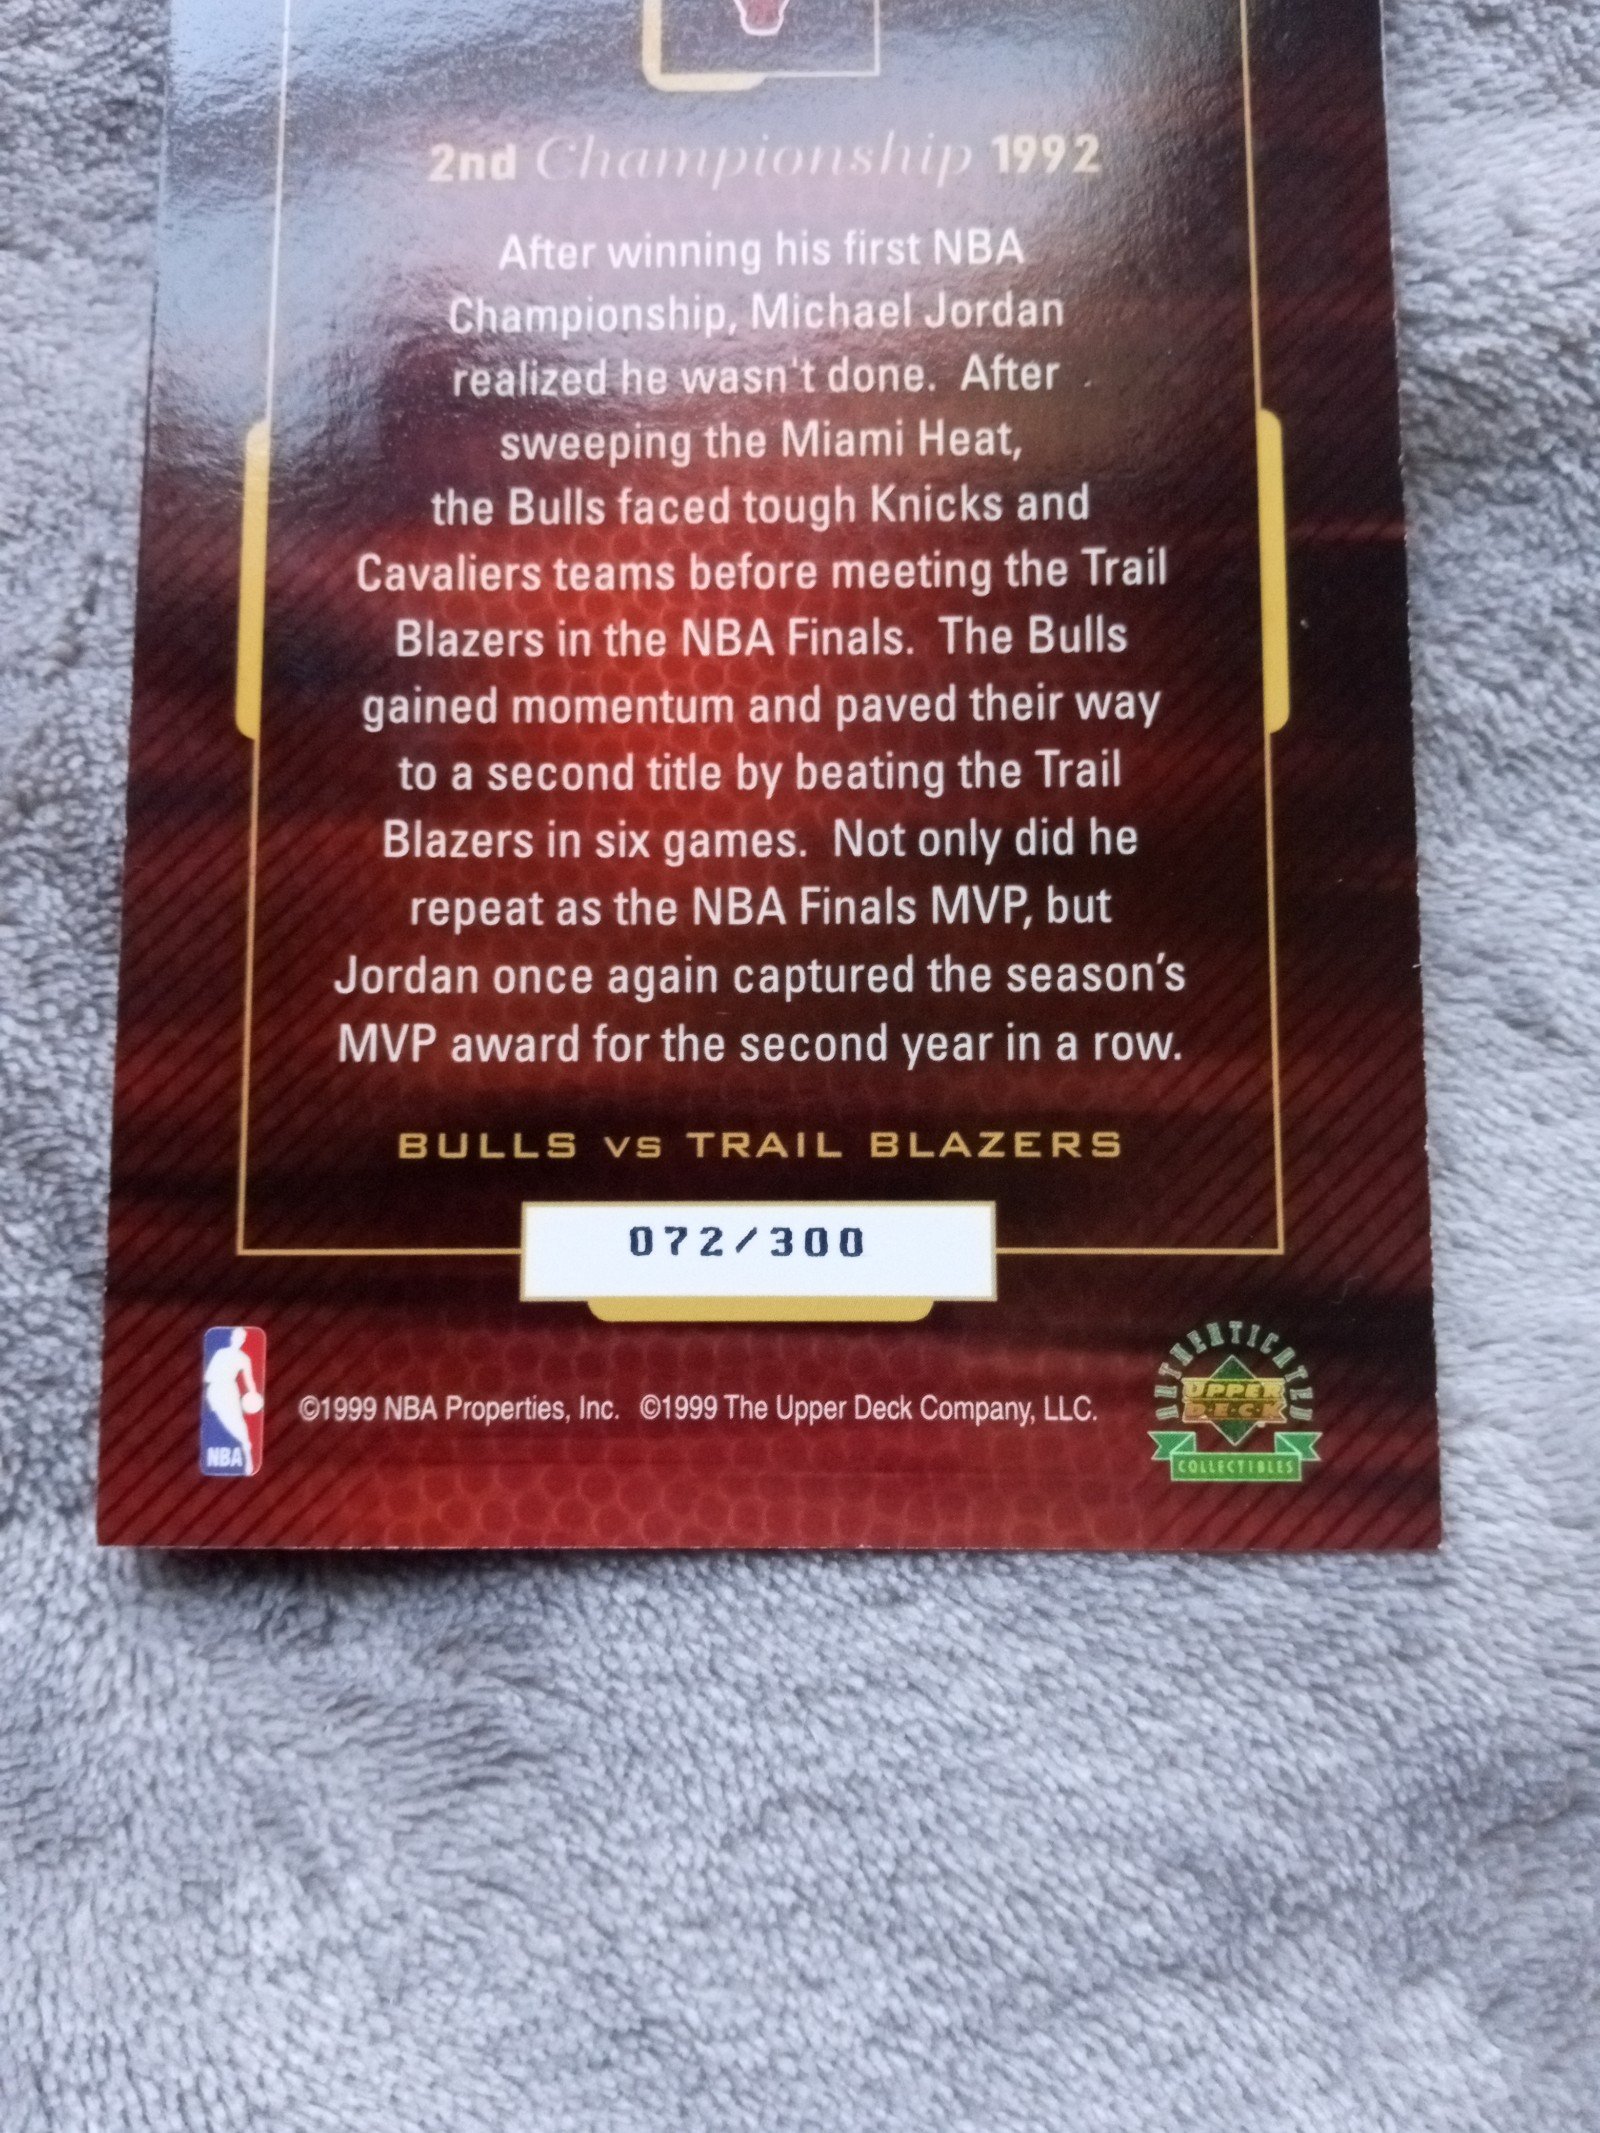 2nd Championship 1992
After winning his first NBA
Championship, Michael Jordan
realized he wasn't done. After
sweeping the Miami Heat,
the Bulls faced tough Knicks and
Cavaliers teams before meeting the Trail
Blazers in the NBA Finals. The Bulls
gained momentum and paved their way
to a second title by beating the Trail
Blazers in six games. Not only did he
repeat as the NBA Finals MVP, but
Jordan once again captured the season's
MVP award for the second year in a row.
BULLS VS TRAIL BLAZERS
072/300
NBA
©1999 NBA Properties, Inc. ©1999 The Upper Deck Company, LLC.
AUTHENTICATED
UPPER
D·E·C·K
COLLECTIBLES